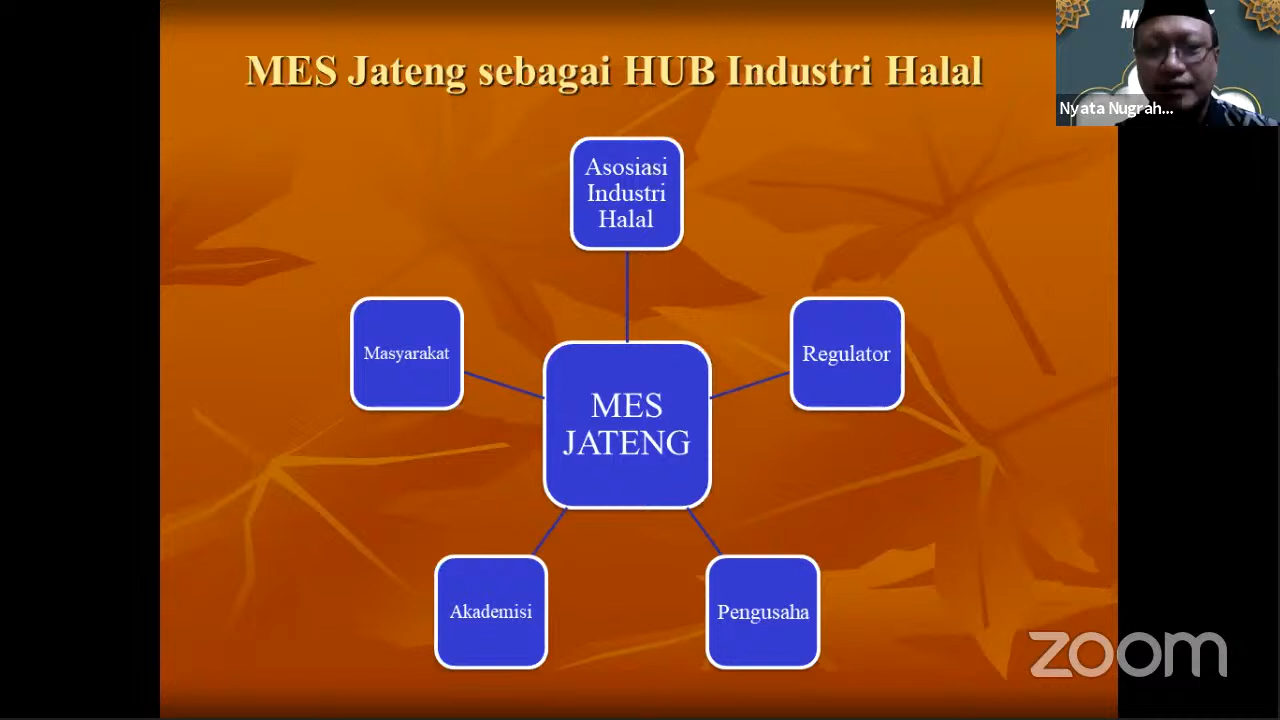 MES Jateng sebagai HUB Industri Halal
Nyata Nugrah...
Asosiasi
Industri
Halal
Masyarakat
Regulator
MES
JATENG
Akademisi
Pengusaha
zoom